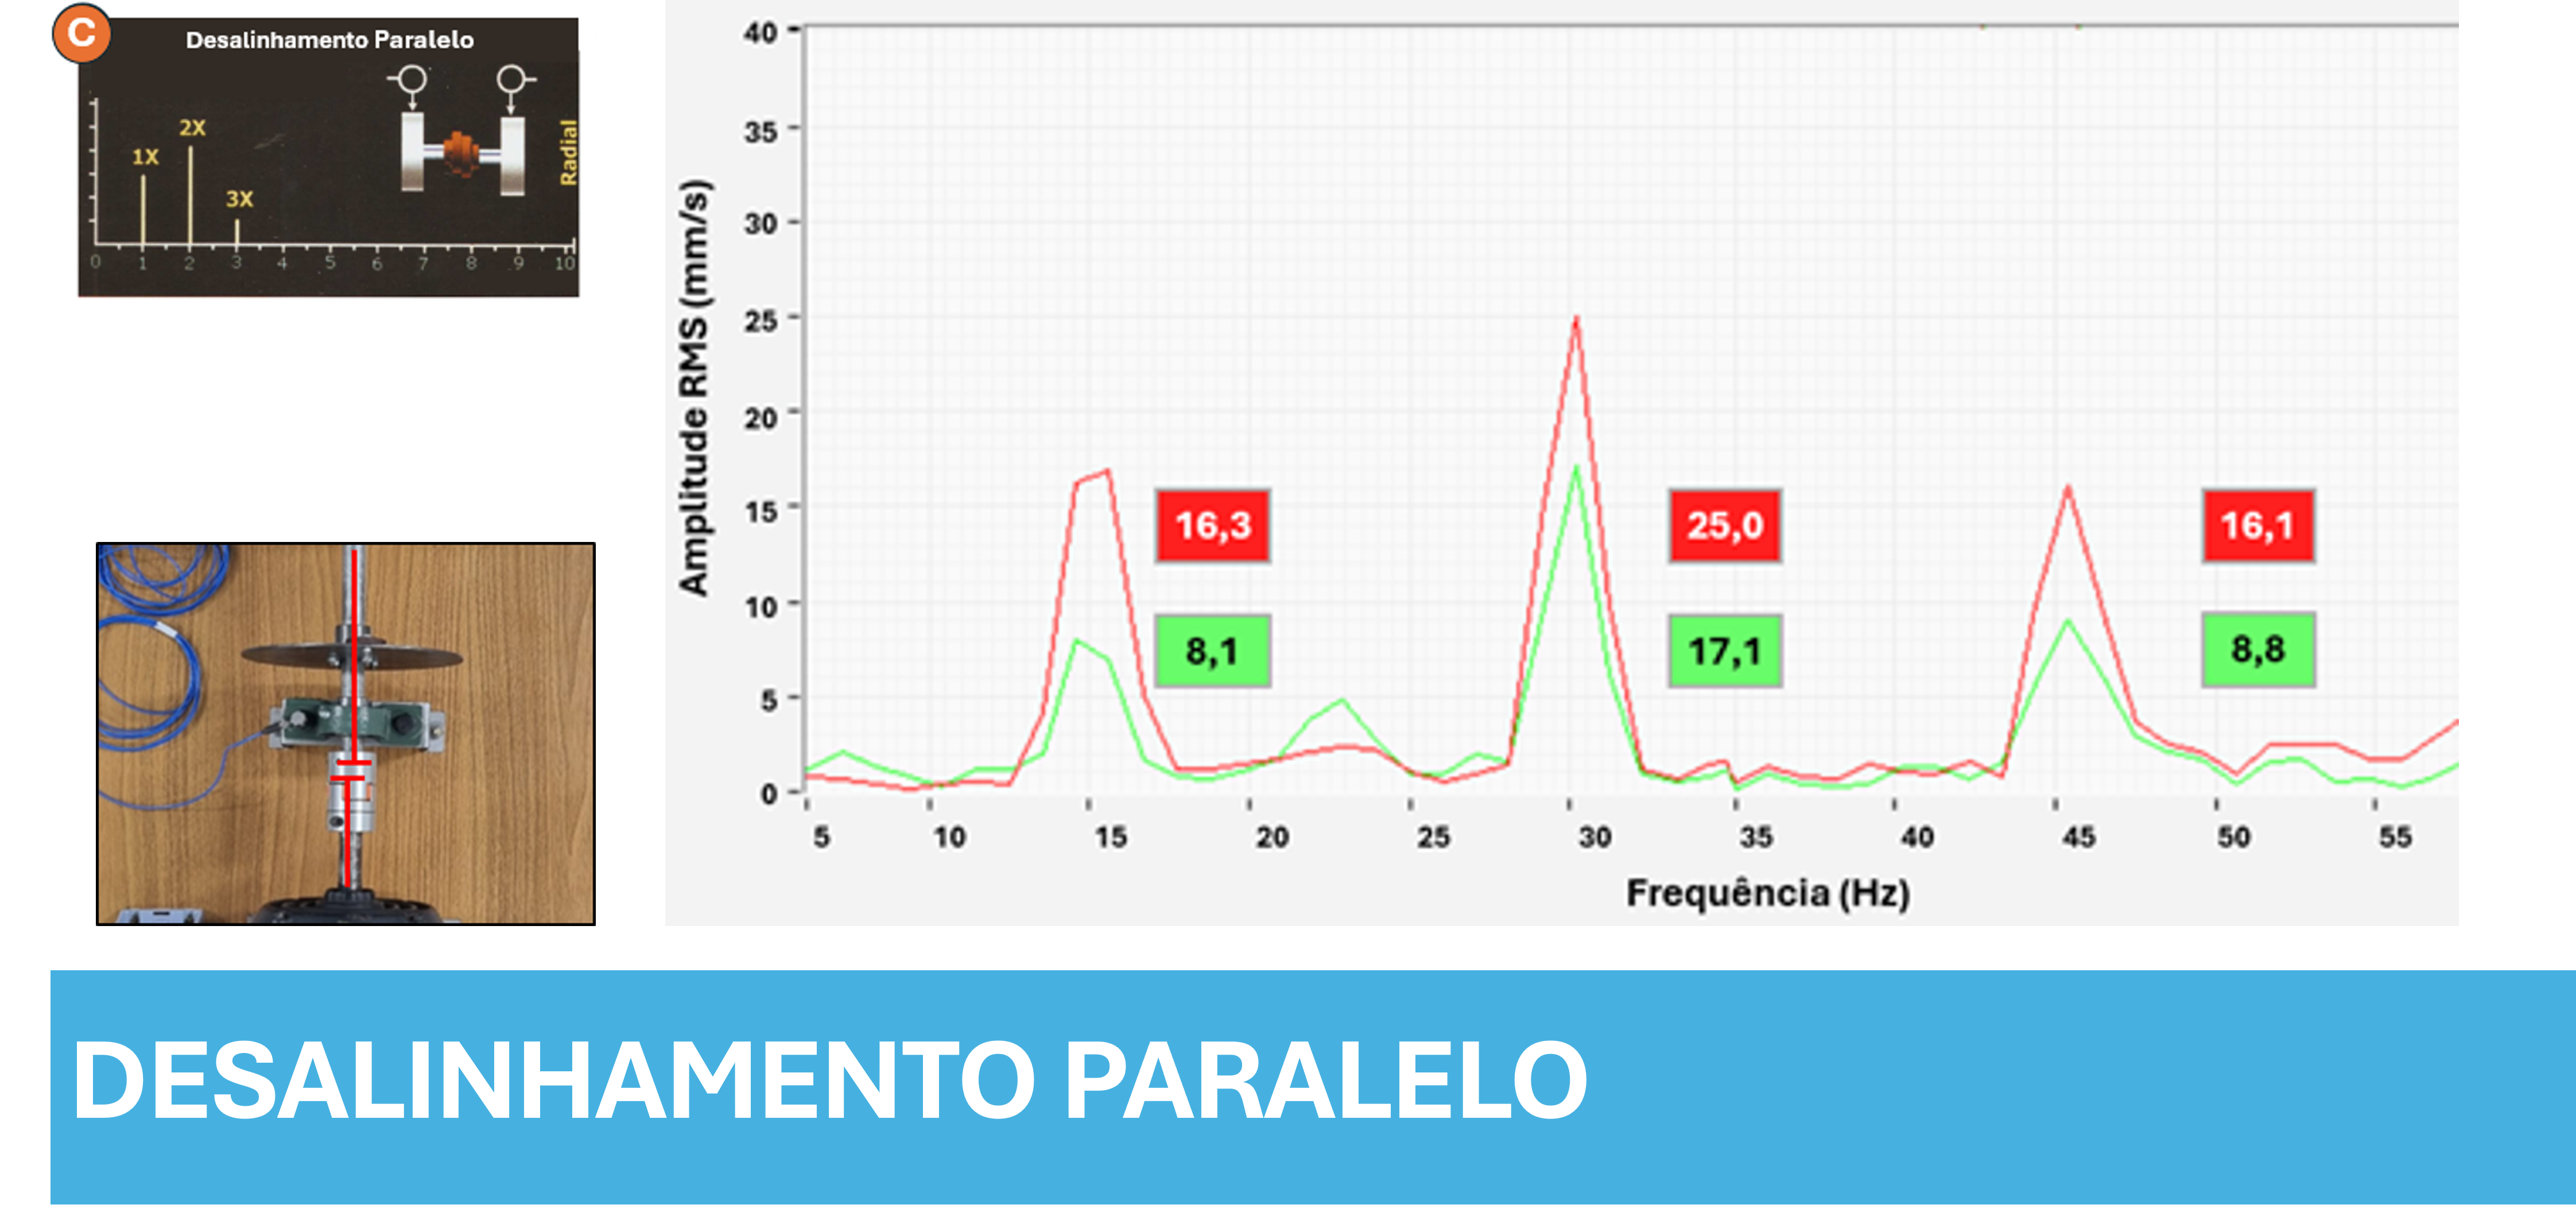 C
Desalinhamento Paralelo
1X
2X
3X
Radial
0 1 2 3 4 5 6 7 8 9 10
Amplitude RMS (mm/s)
40
35
30
25
20
15
10
5
0
16,3
25,0
16,1
8,1
17,1
8,8
5 10 15 20 25 30 35 40 45 50 55
Frequência (Hz)
DESALINHAMENTO PARALELO